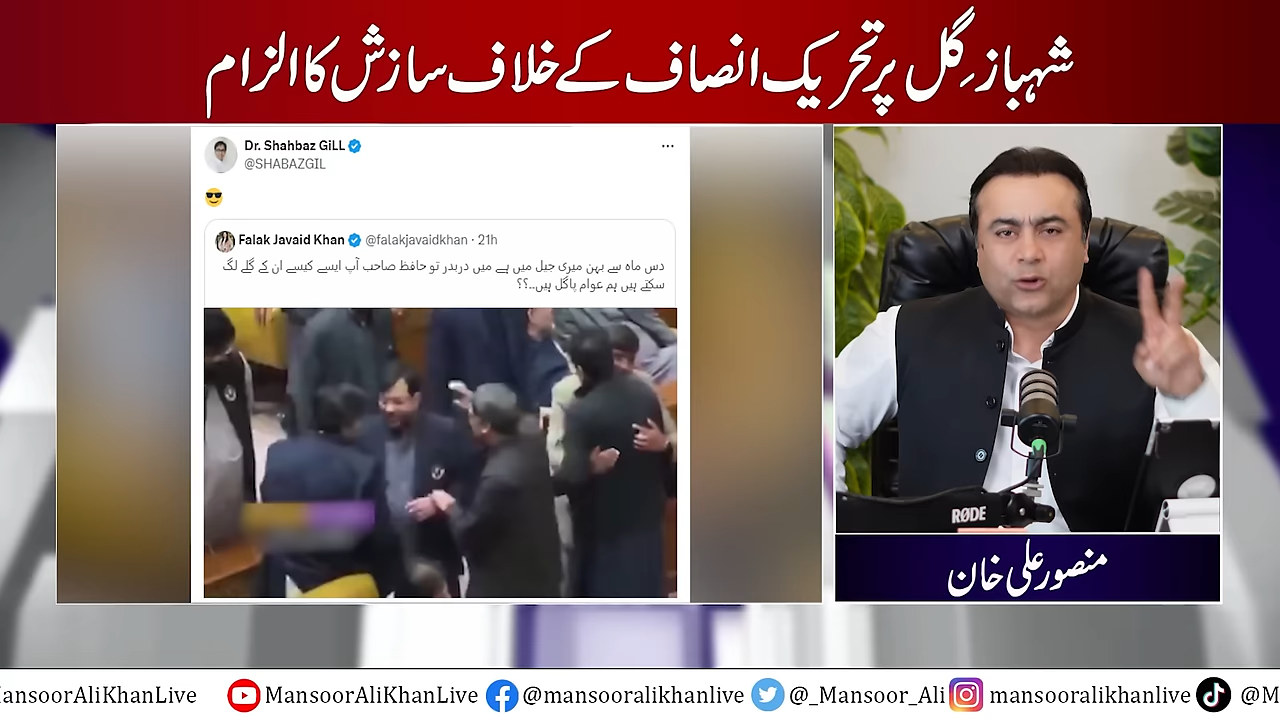 شہباز گِل پر تحریک انصاف کے خلاف سازش کا الزام
Dr. Shahbaz GiLL
@SHABAZGIL
Falak Javaid Khan @falakjavaidkhan · 21h
دس ماہ سے بہن میری جیل میں ہے میں دربدر تو حافظ صاحب آپ ایسے کیسے ان کے گلے لگ
سکتے ہیں ہم عوام پاگل ہیں..؟؟
RØDE
منصور علی خان
MansoorAliKhanLive MansoorAliKhanLive @mansooralikhanlive @_Mansoor_Ali mansooralikhanlive @M